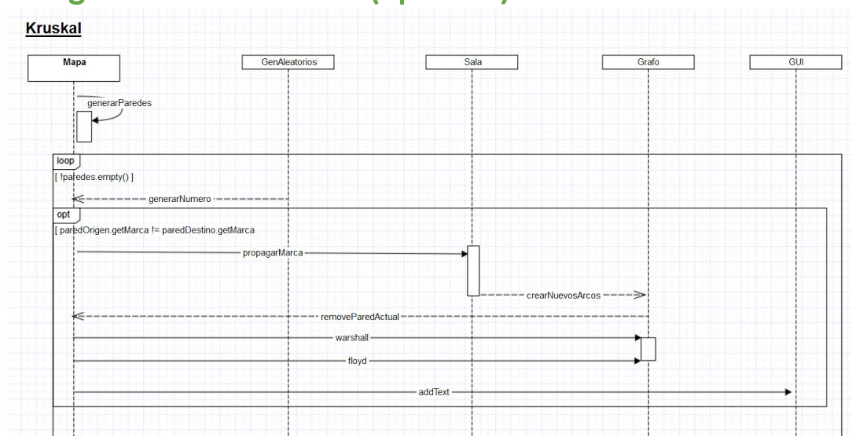 Kruskal
Mapa
GenAleatorios
Sala
Grafo
GUI
generarParedes
loop
[ !paredes.empty() ]
generarNumero
opt
[ paredOrigen.getMarca != paredDestino.getMarca
propagarMarca
crearNuevosArcos
removeParedActual
warshall
floyd
addText